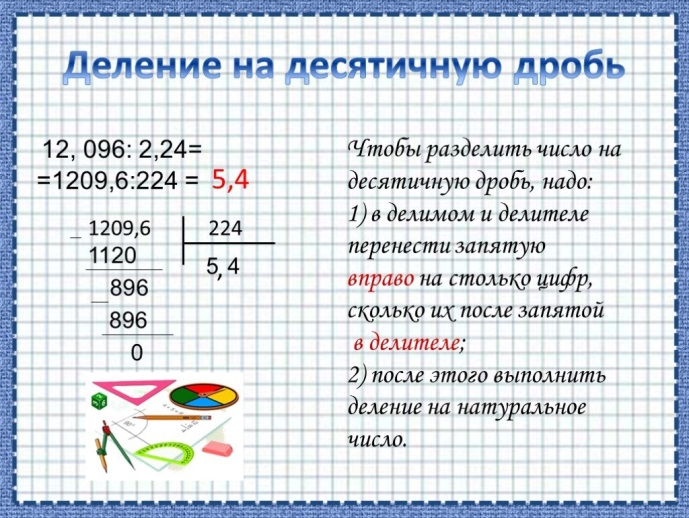 Деление на десятичную дробь
12, 096: 2,24=
=1209,6:224 = 5,4
_ 1209,6 224
1120 5,4
_ 896
896
0
Чтобы разделить число на
десятичную дробь, надо:
1) в делимом и делителе
перенести запятую
вправо на столько цифр,
сколько их после запятой
в делителе;
2) после этого выполнить
деление на натуральное
число.